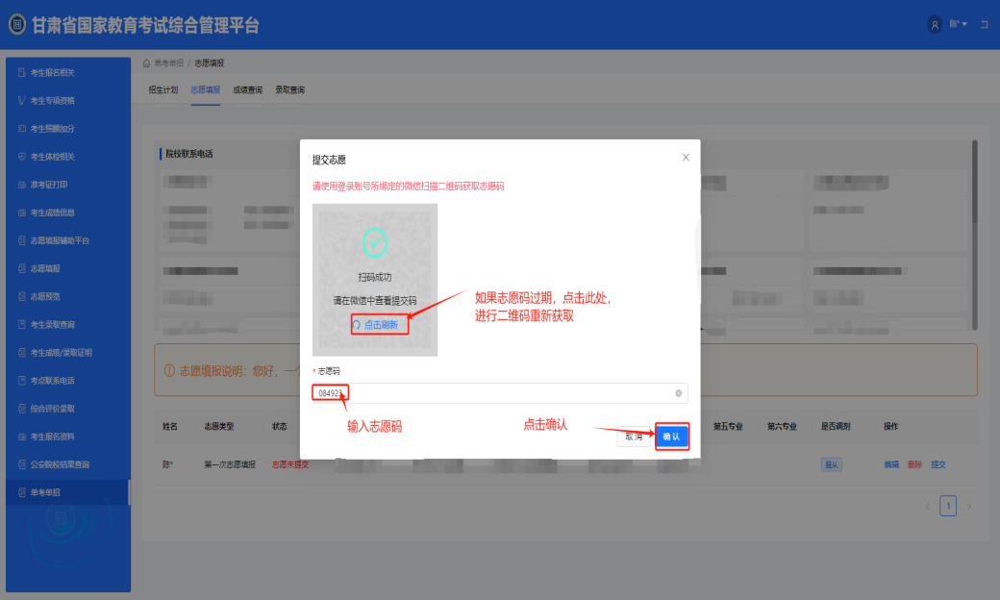 甘肃省国家教育考试综合管理平台
陈*
考生报名相关
考生专项资格
考生照顾加分
考生体检相关
准考证打印
考生成绩信息
志愿填报辅助平台
志愿填报
志愿预览
考生录取查询
考生成绩/录取证明
考点联系电话
综合评价录取
考生报名资料
公安院校结果查询
单考单招
单考单招 / 志愿填报
招生计划 志愿填报 成绩查询 录取查询
院校联系电话
提交志愿
请使用登录账号所绑定的微信扫描二维码获取志愿码
扫码成功
请在微信中查看提交码
点击刷新
如果志愿码过期，点击此处，
进行二维码重新获取
* 志愿码
084923
输入志愿码
点击确认
取 消
确 认
志愿填报说明：您好，一个
姓名 志愿类型 状态 第五专业 第六专业 是否调剂 操作
陈* 第一次志愿填报 志愿未提交 服从 编辑 删除 提交
1